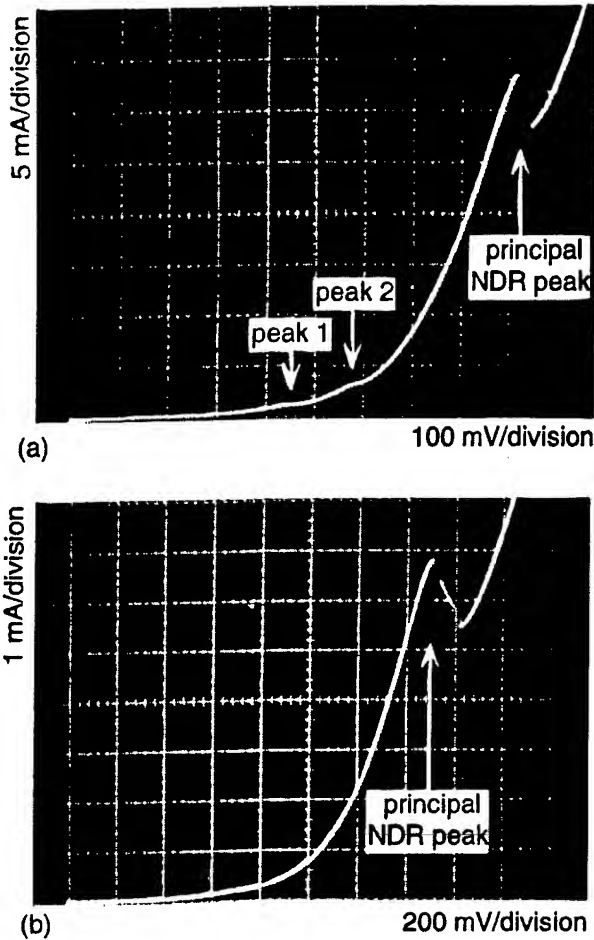 5 mA/division
peak 1
peak 2
principal
NDR peak
(a)
100 mV/division
1 mA/division
principal
NDR peak
(b)
200 mV/division